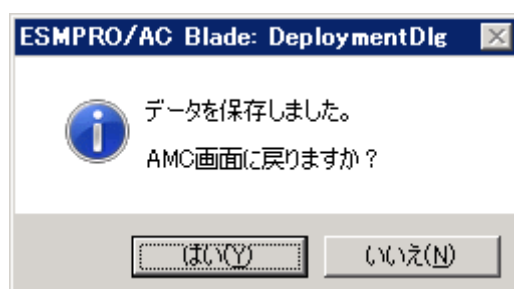 ESMPRO/AC Blade: DeploymentDlg
データを保存しました。
AMC画面に戻りますか？
はい(Y)
いいえ(N)